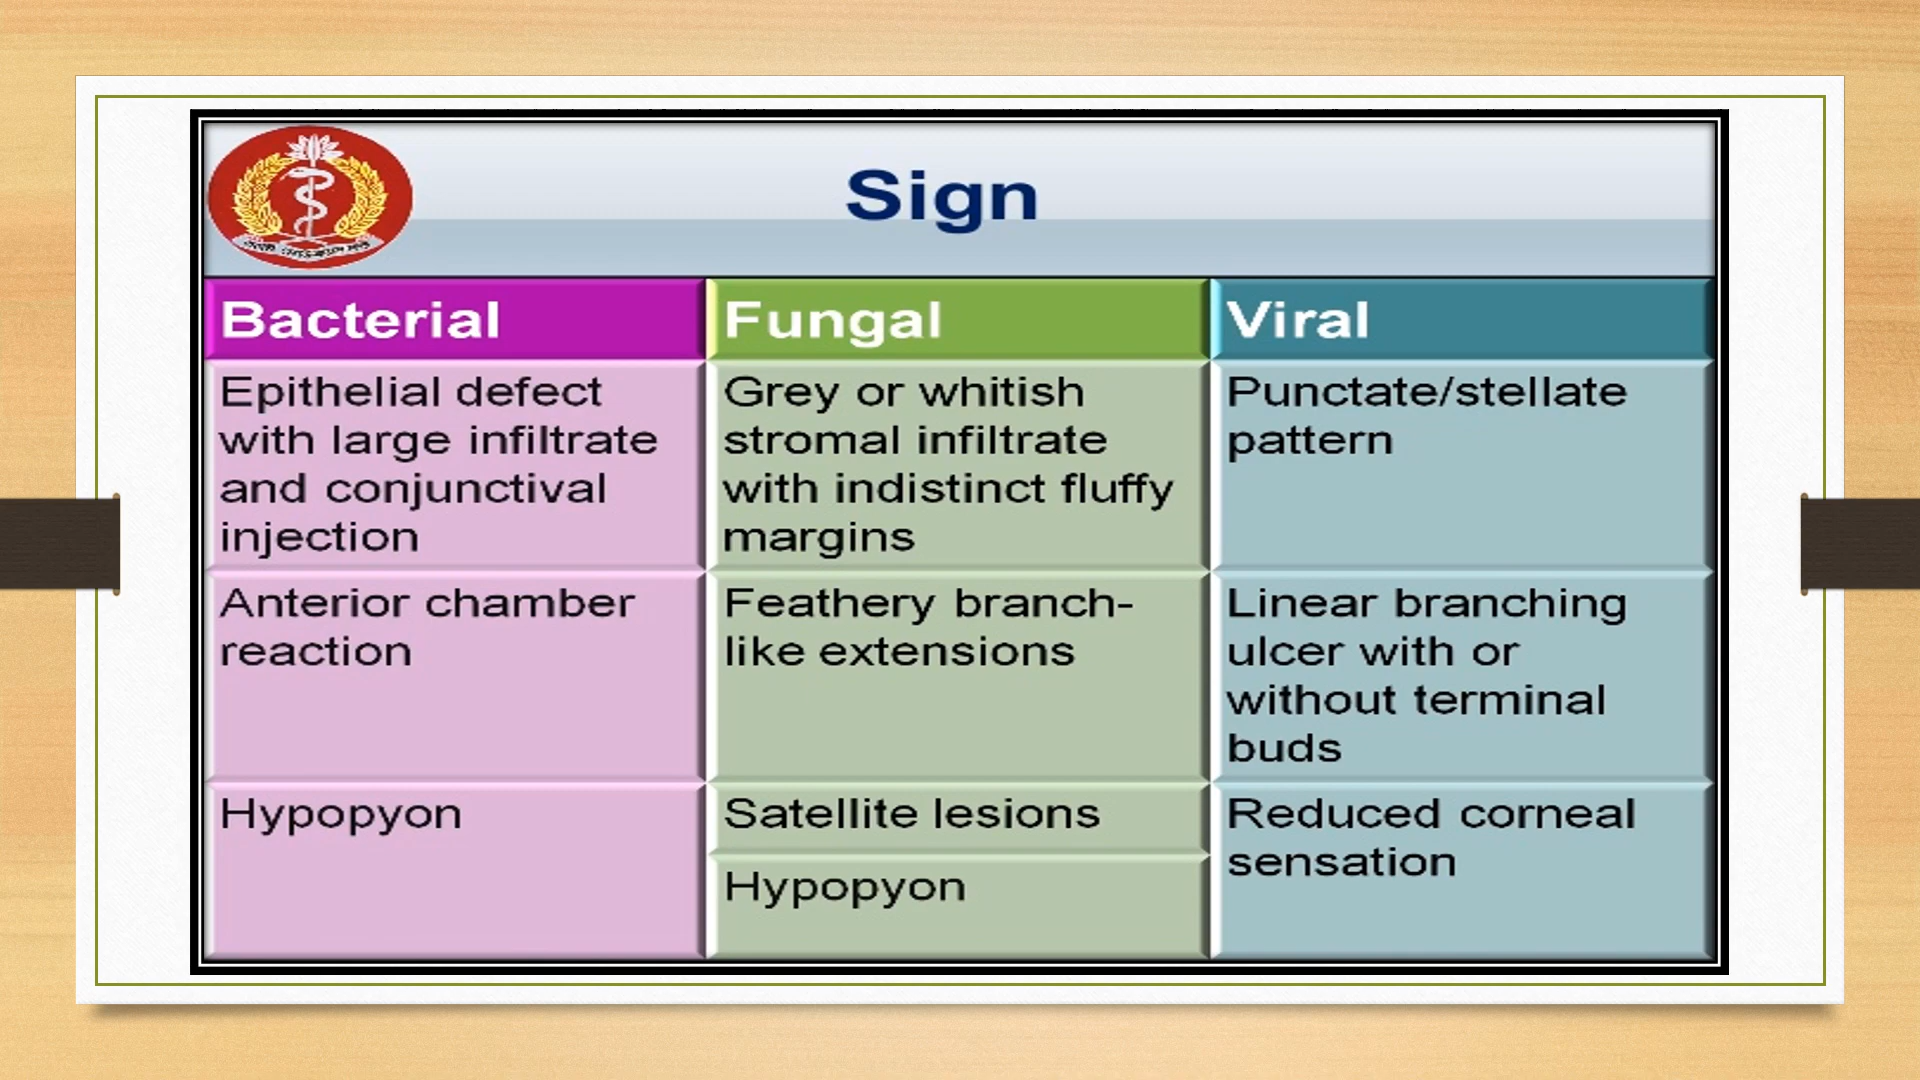 Sign
Bacterial
Fungal
Viral
Epithelial defect
with large infiltrate
and conjunctival
injection
Grey or whitish
stromal infiltrate
with indistinct fluffy
margins
Punctate/stellate
pattern
Anterior chamber
reaction
Feathery branch-
like extensions
Linear branching
ulcer with or
without terminal
buds
Hypopyon
Satellite lesions
Hypopyon
Reduced corneal
sensation